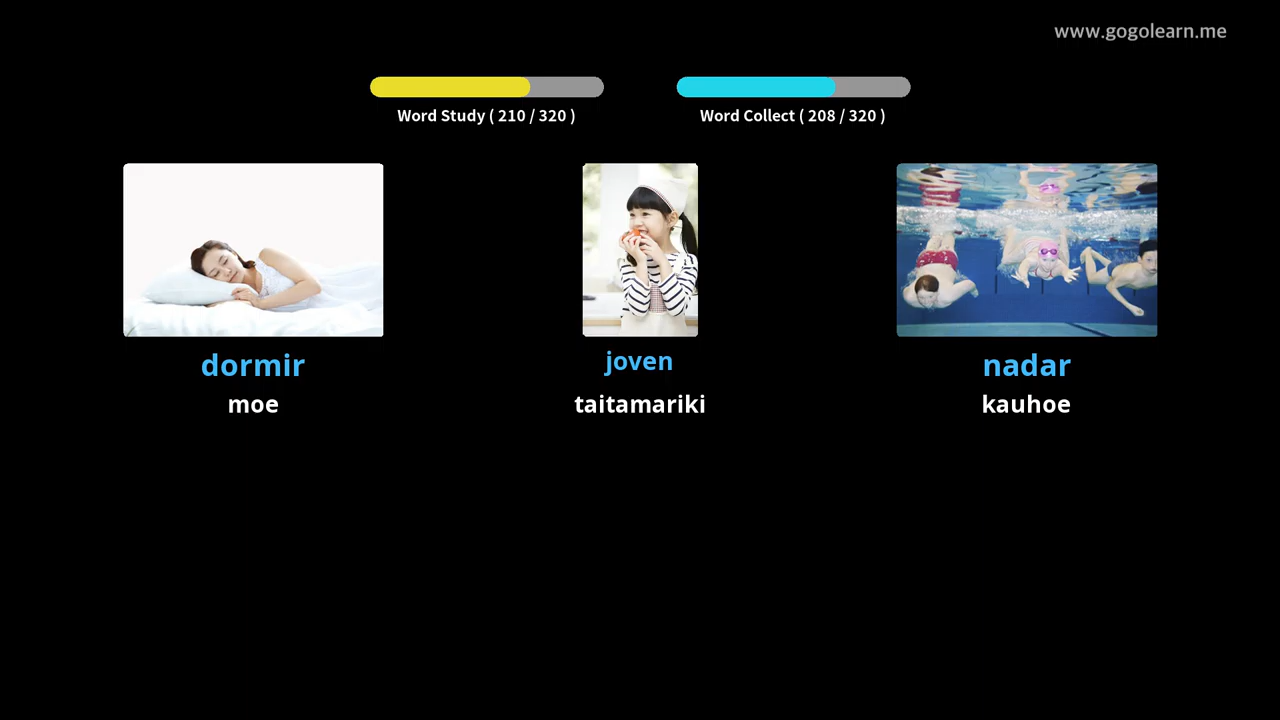 www.gogolearn.me
Word Study ( 210 / 320 )
Word Collect ( 208 / 320 )
dormir
joven
nadar
moe
taitamariki
kauhoe